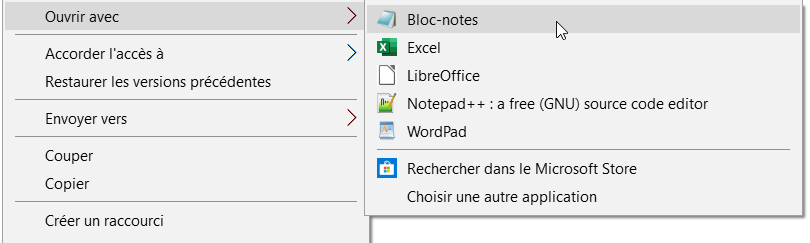 Ouvrir avec
Accorder l'accès à
Restaurer les versions précédentes
Envoyer vers
Couper
Copier
Créer un raccourci
Bloc-notes
Excel
LibreOffice
Notepad++ : a free (GNU) source code editor
WordPad
Rechercher dans le Microsoft Store
Choisir une autre application